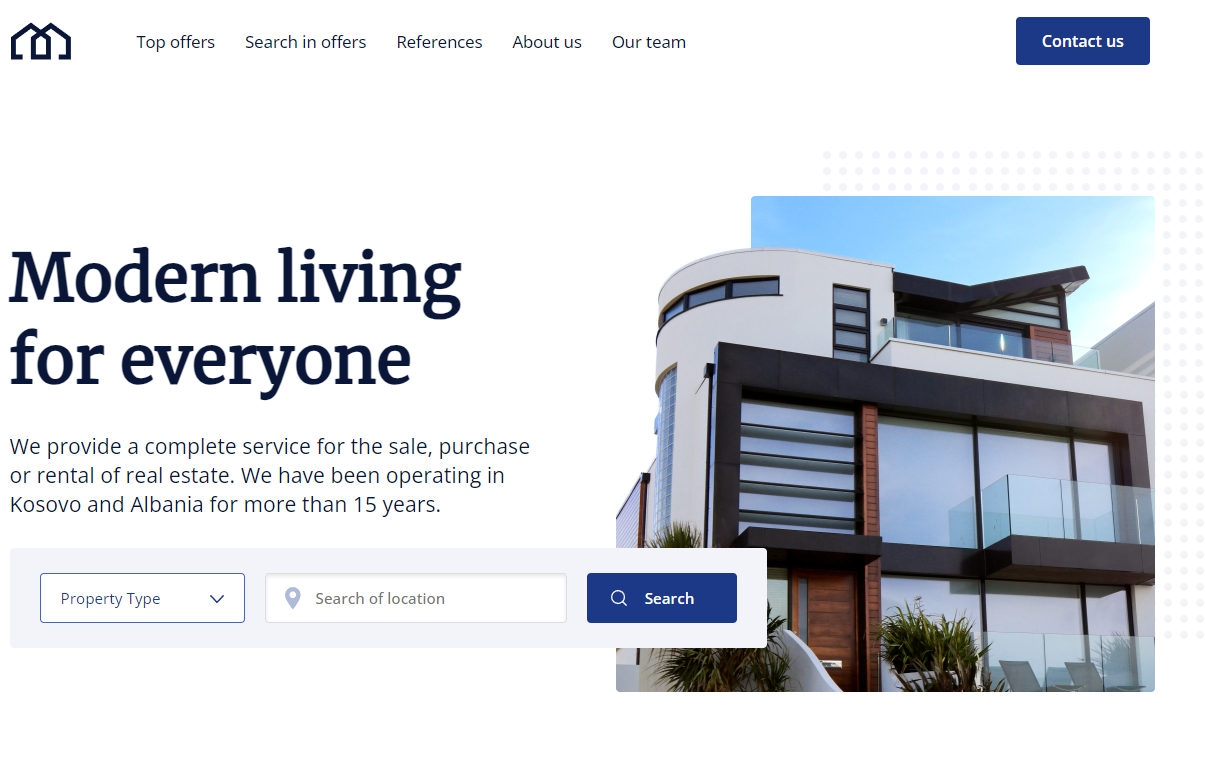 Top offers
Search in offers
References
About us
Our team
Contact us
Modern living
for everyone
We provide a complete service for the sale, purchase
or rental of real estate. We have been operating in
Kosovo and Albania for more than 15 years.
Property Type
Search of location
Search